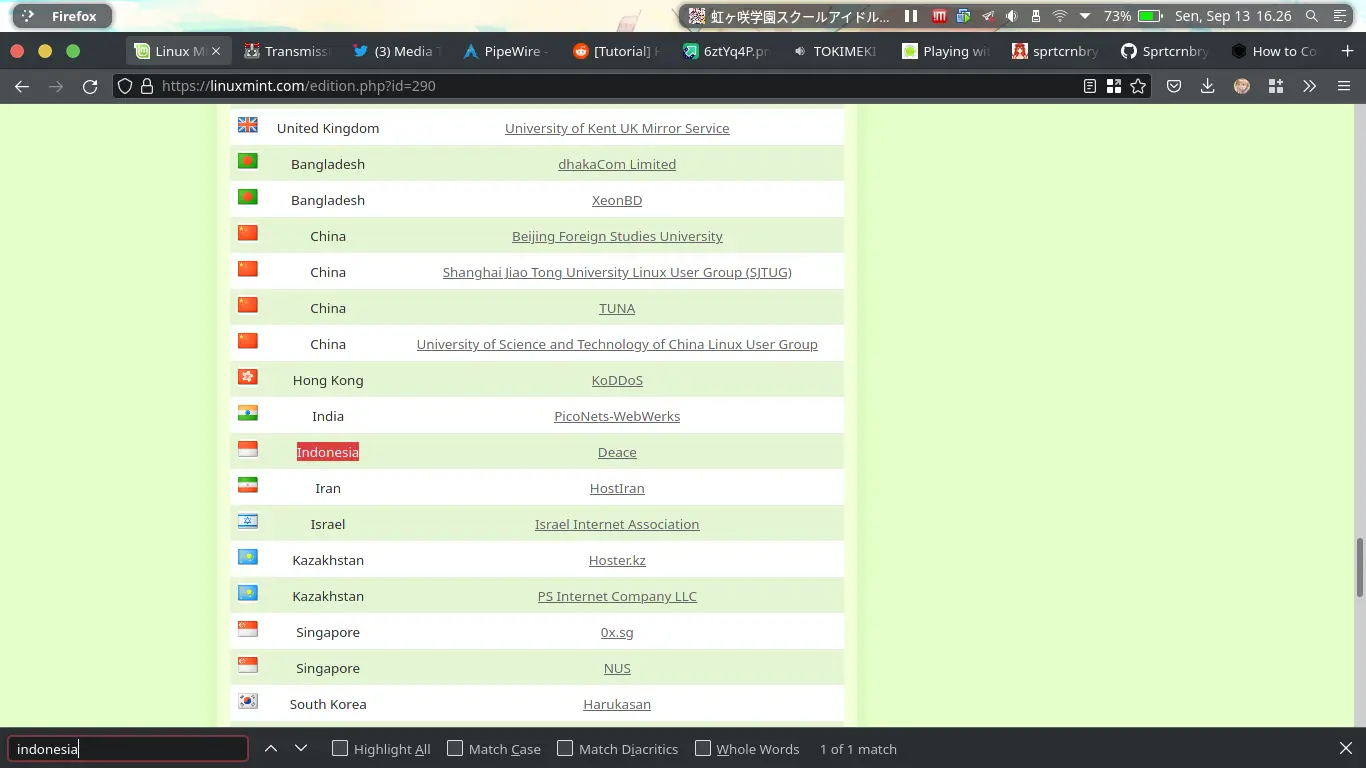 Firefox
虹ヶ咲学園スクールアイドル...
73%
Sen, Sep 13 16.26
Linux Mi
Transmiss
(3) Media T
PipeWire -
[Tutorial] H
6ztYq4P.pn
TOKIMEKI
Playing wit
sprtcrnbry
Sprtcrnbry
How to Co
https://linuxmint.com/edition.php?id=290
United Kingdom University of Kent UK Mirror Service
Bangladesh dhakaCom Limited
Bangladesh XeonBD
China Beijing Foreign Studies University
China Shanghai Jiao Tong University Linux User Group (SJTUG)
China TUNA
China University of Science and Technology of China Linux User Group
Hong Kong KoDDoS
India PicoNets-WebWerks
Indonesia Deace
Iran HostIran
Israel Israel Internet Association
Kazakhstan Hoster.kz
Kazakhstan PS Internet Company LLC
Singapore 0x.sg
Singapore NUS
South Korea Harukasan
indonesia
Highlight All
Match Case
Match Diacritics
Whole Words
1 of 1 match